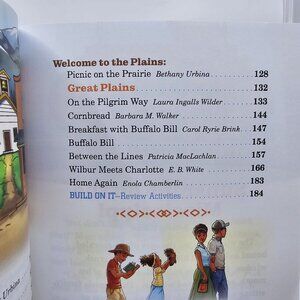 Welcome to the Plains:
Picnic on the Prairie Bethany Urbina . . . . . . . . . . . . 128
Great Plains . . . . . . . . . . . . . . . . . . . . . . 132
On the Pilgrim Way Laura Ingalls Wilder . . . . . . . 133
Cornbread Barbara M. Walker . . . . . . . . . . . . . . . 144
Breakfast with Buffalo Bill Carol Ryrie Brink . . 147
Buffalo Bill . . . . . . . . . . . . . . . . . . . . . . . . . 154
Between the Lines Patricia MacLachlan . . . . . . . . 157
Wilbur Meets Charlotte E. B. White . . . . . . . . . . 166
Home Again Enola Chamberlin . . . . . . . . . . . . . . 183
BUILD ON IT–Review Activities . . . . . . . . . . . . 184
Urbina